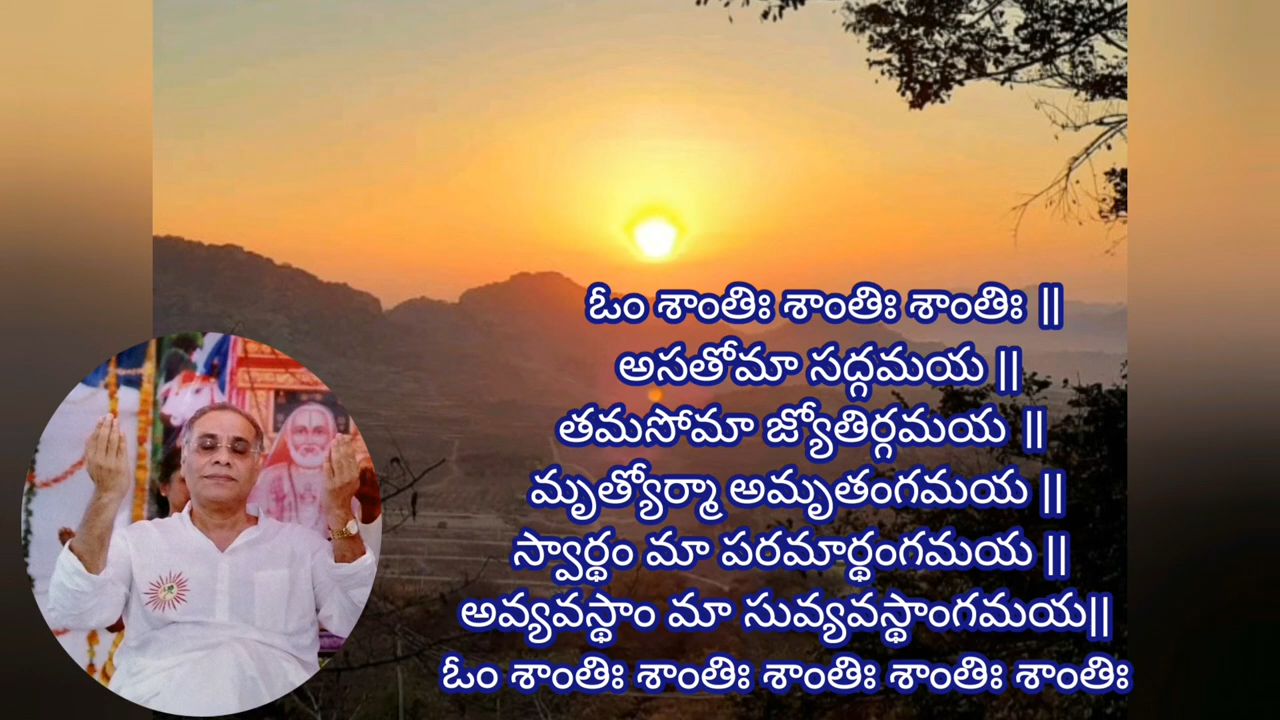 ఓం శాంతిః శాంతిః శాంతిః ||
అసతోమా సద్గమయ ||
తమసోమా జ్యోతిర్గమయ ||
మృత్యోర్మా అమృతంగమయ ||
స్వార్థం మా పరమార్థంగమయ ||
అవ్యవస్థాం మా సువ్యవస్థాంగమయ||
ఓం శాంతిః శాంతిః శాంతిః శాంతిః శాంతిః